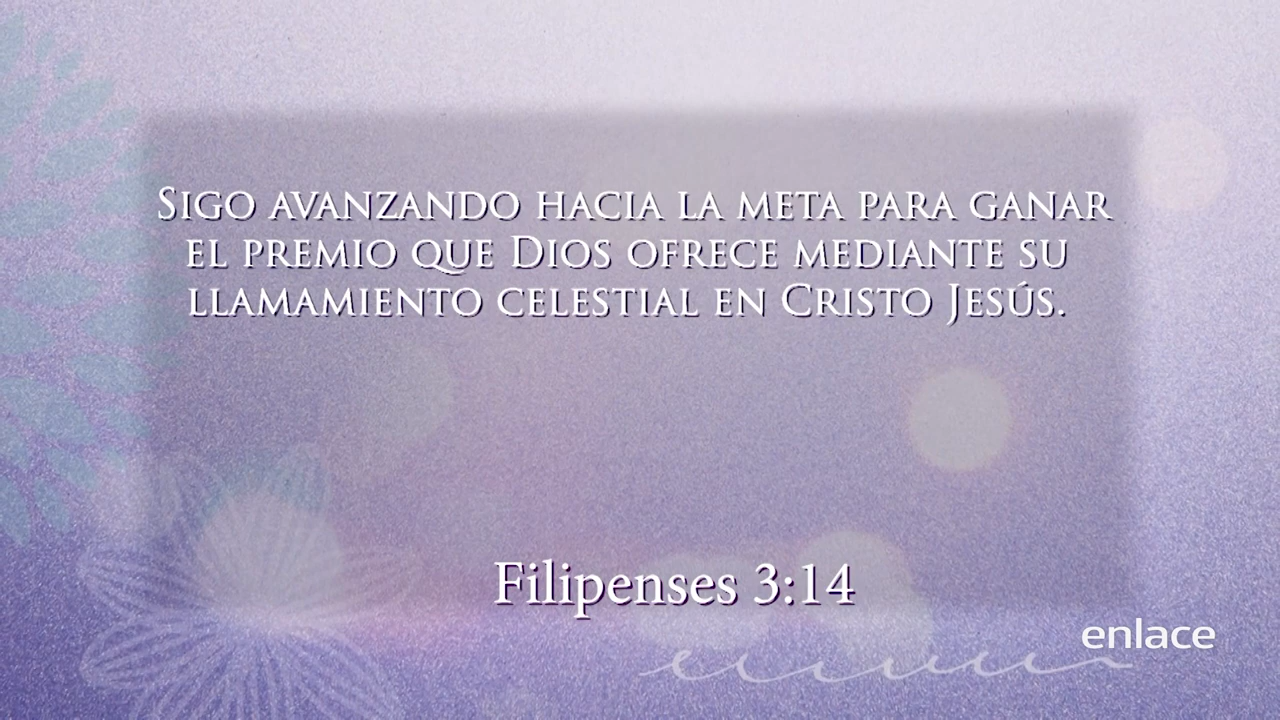 Sigo avanzando hacia la meta para ganar
el premio que Dios ofrece mediante su
llamamiento celestial en Cristo Jesús.
Filipenses 3:14
enlace